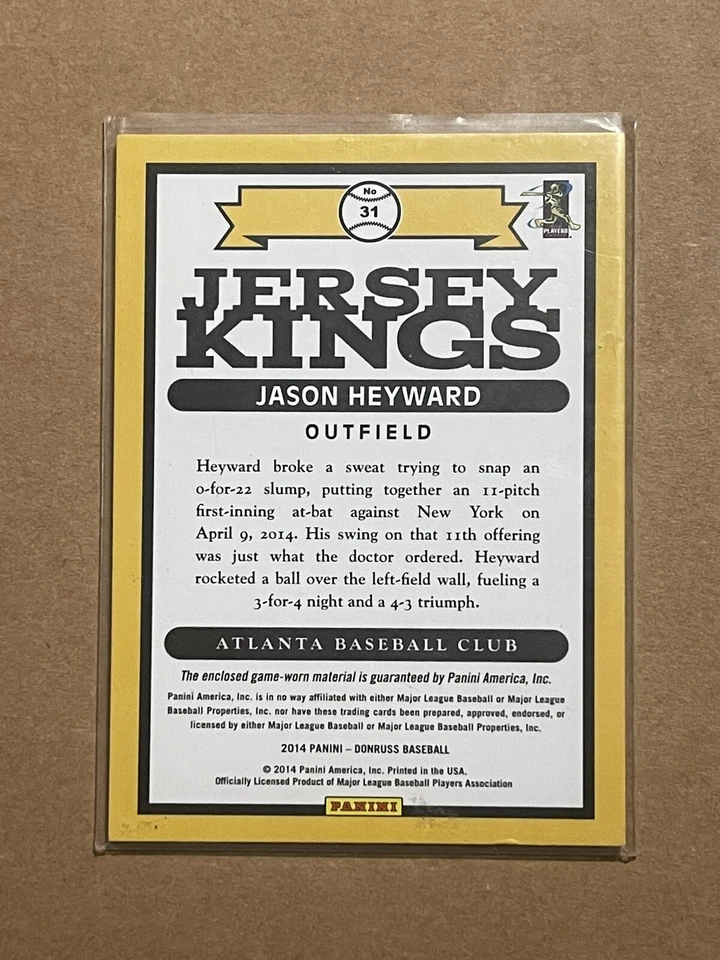 No
31
PLAYERS
JERSEY
KINGS
JASON HEYWARD
OUTFIELD
Heyward broke a sweat trying to snap an
0-for-22 slump, putting together an 11-pitch
first-inning at-bat against New York on
April 9, 2014. His swing on that 11th offering
was just what the doctor ordered. Heyward
rocketed a ball over the left-field wall, fueling a
3-for-4 night and a 4-3 triumph.
ATLANTA BASEBALL CLUB
The enclosed game-worn material is guaranteed by Panini America, Inc.
Panini America, Inc. is in no way affiliated with either Major League Baseball or Major League
Baseball Properties, Inc. nor have these trading cards been prepared, approved, endorsed, or
licensed by either Major League Baseball or Major League Baseball Properties, Inc.
2014 PANINI – DONRUSS BASEBALL
© 2014 Panini America, Inc. Printed in the USA.
Officially Licensed Product of Major League Baseball Players Association
PANINI